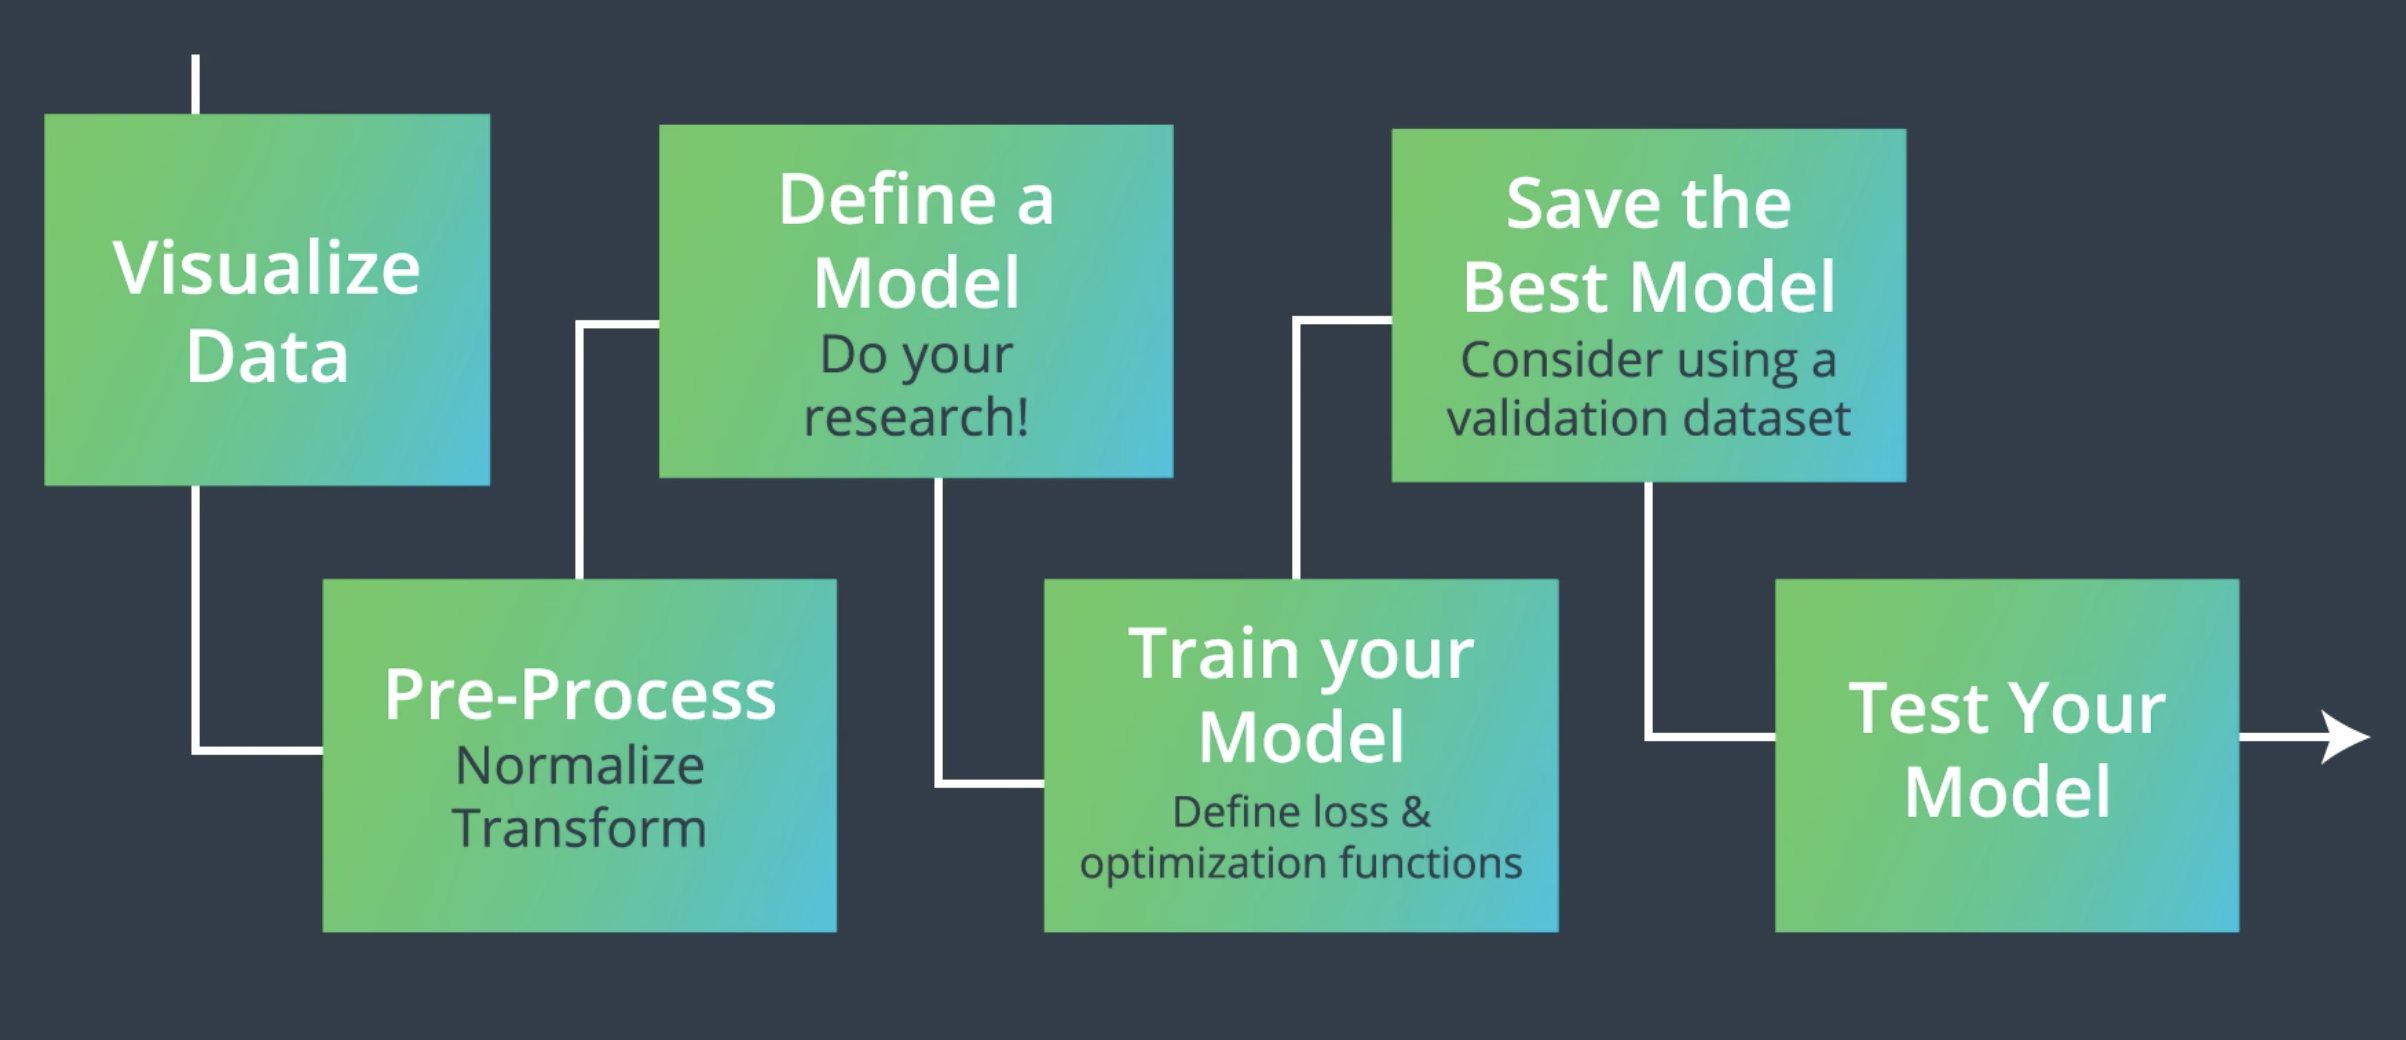 Visualize
Data
Pre-Process
Normalize
Transform
Define a
Model
Do your
research!
Train your
Model
Define loss &
optimization functions
Save the
Best Model
Consider using a
validation dataset
Test Your
Model